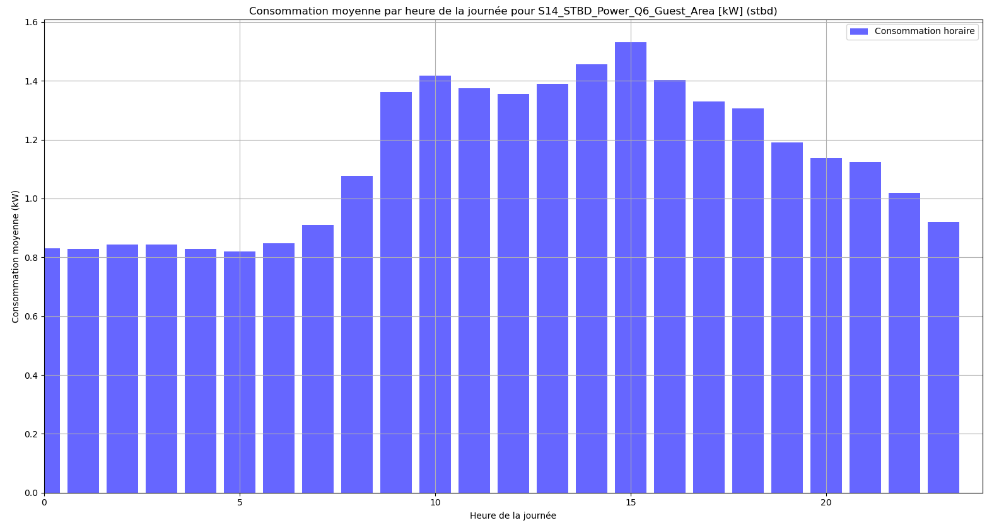 Consommation moyenne par heure de la journée pour S14_STBD_Power_Q6_Guest_Area [kW] (stbd)
Consommation horaire
Consommation moyenne (kW)
1.6
1.4
1.2
1.0
0.8
0.6
0.4
0.2
0.0
0 5 10 15 20
Heure de la journée